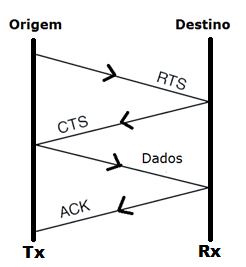 Origem Destino
RTS
CTS
Dados
ACK
Tx Rx